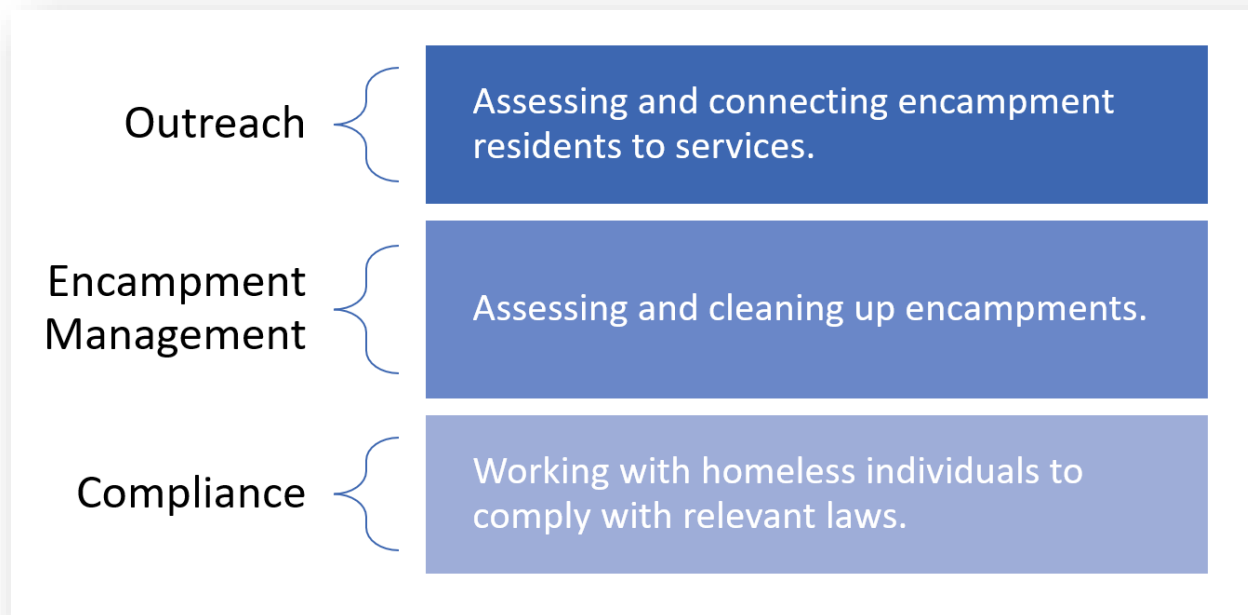 Outreach
Assessing and connecting encampment
residents to services.
Encampment
Management
Assessing and cleaning up encampments.
Compliance
Working with homeless individuals to
comply with relevant laws.